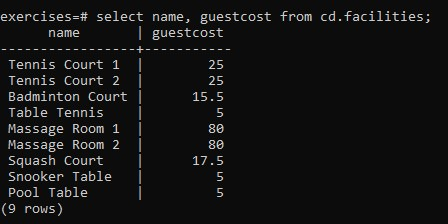 exercises=# select name, guestcost from cd.facilities;
      name       | guestcost
-----------------+-----------
 Tennis Court 1  |        25
 Tennis Court 2  |        25
 Badminton Court |      15.5
 Table Tennis    |         5
 Massage Room 1  |        80
 Massage Room 2  |        80
 Squash Court    |      17.5
 Snooker Table   |         5
 Pool Table      |         5
(9 rows)